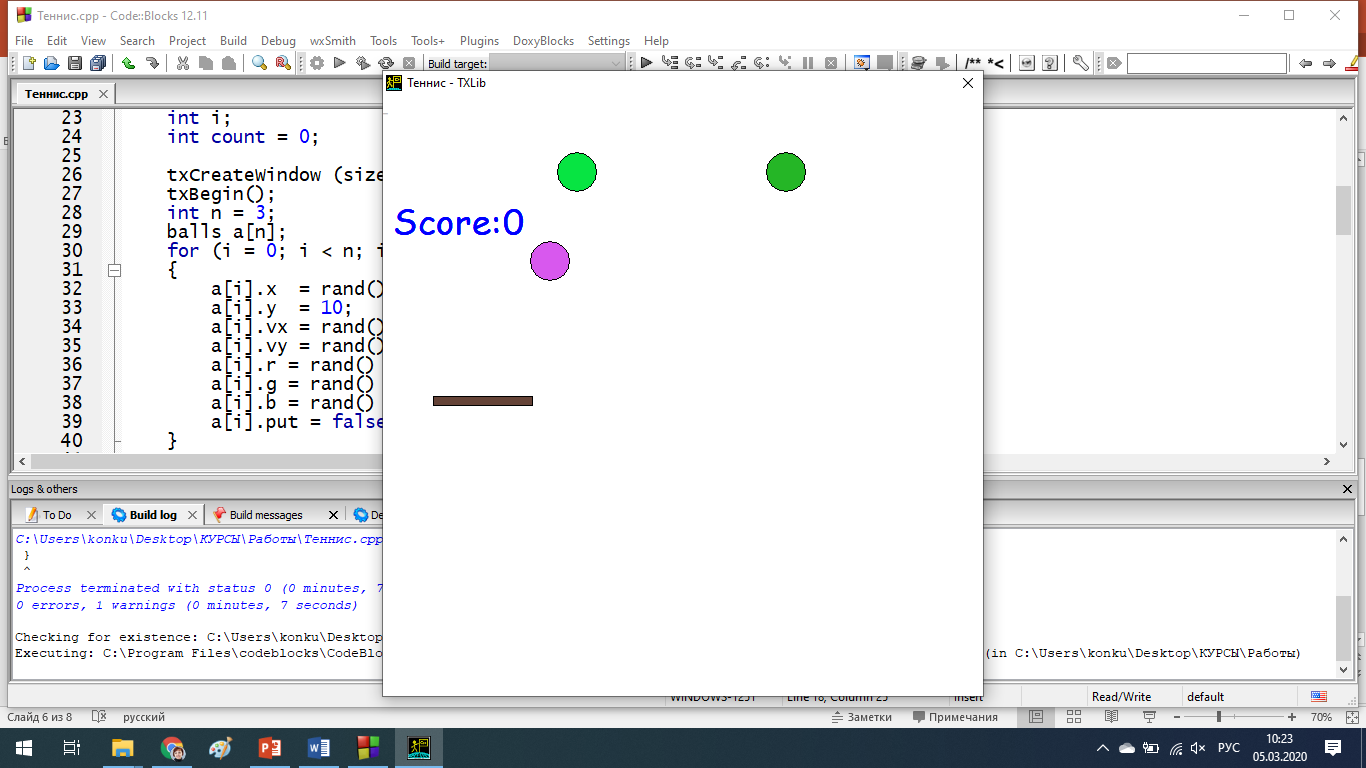 Теннис.cpp - Code::Blocks 12.11
File Edit View Search Project Build Debug wxSmith Tools Tools+ Plugins DoxyBlocks Settings Help
Build target:
/** *<
Теннис.cpp
Теннис - TXLib
23 int i;
24 int count = 0;
25
26 txCreateWindow (size
27 txBegin();
28 int n = 3;
29 balls a[n];
30 for (i = 0; i < n; i
31 {
32 a[i].x = rand()
33 a[i].y = 10;
34 a[i].vx = rand()
35 a[i].vy = rand()
36 a[i].r = rand()
37 a[i].g = rand()
38 a[i].b = rand()
39 a[i].put = false
40 }
Score:0
Logs & others
To Do Build log Build messages De
C:\Users\konku\Desktop\КУРСЫ\Работы\Теннис.cpp
}
^
Process terminated with status 0 (0 minutes, 7
0 errors, 1 warnings (0 minutes, 7 seconds)
Checking for existence: C:\Users\konku\Desktop
Executing: C:\Program Files\codeblocks\CodeBlo (in C:\Users\konku\Desktop\КУРСЫ\Работы)
WINDOWS-1251 Line 18, Column 25 Insert Read/Write default
Слайд 6 из 8 русский Заметки Примечания 70%
РУС
10:23
05.03.2020